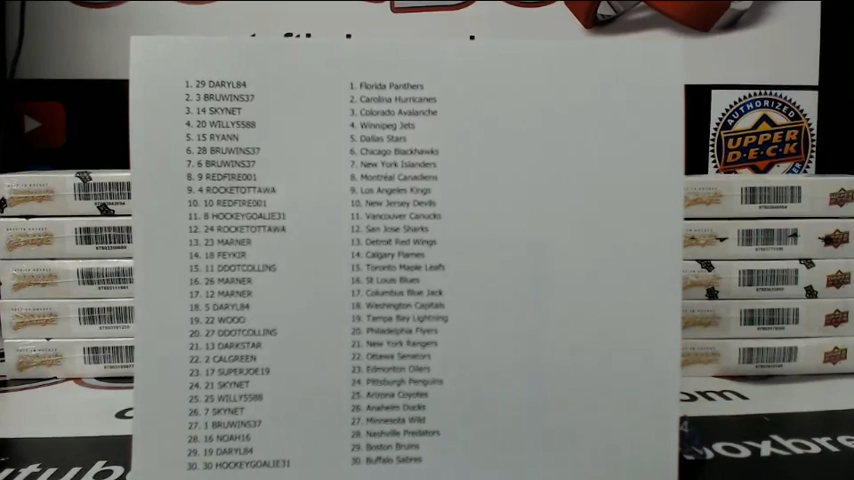 1. 29 DARYL84 1. Florida Panthers
2. 3 BRUWINS37 2. Carolina Hurricanes
3. 14 SKYNET 3. Colorado Avalanche
4. 20 WILLY5588 4. Winnipeg Jets
5. 15 RYANN 5. Dallas Stars
6. 28 BRUWINS37 6. Chicago Blackhawks
7. 6 BRUWINS37 7. New York Islanders
8. 9 REDFIRE001 8. Montréal Canadiens
9. 4 ROCKETOTTAWA 9. Los Angeles Kings
10. 10 REDFIRE001 10. New Jersey Devils
11. 8 HOCKEYGOALIE31 11. Vancouver Canucks
12. 24 ROCKETOTTAWA 12. San Jose Sharks
13. 23 MARNER 13. Detroit Red Wings
14. 18 FEYKIR 14. Calgary Flames
15. 11 DDOTCOLLINS 15. Toronto Maple Leafs
16. 26 MARNER 16. St Louis Blues
17. 12 MARNER 17. Columbus Blue Jack
18. 5 DARYL84 18. Washington Capitals
19. 22 WOOO 19. Tampa Bay Lightning
20. 27 DDOTCOLLINS 20. Philadelphia Flyers
21. 13 DARKSTAR 21. New York Rangers
22. 2 CALGREEN 22. Ottawa Senators
23. 17 SUPERJOE19 23. Edmonton Oilers
24. 21 SKYNET 24. Pittsburgh Penguins
25. 25 WILLY5588 25. Arizona Coyotes
26. 7 SKYNET 26. Anaheim Ducks
27. 1 BRUWINS37 27. Minnesota Wild
28. 16 NOAH16 28. Nashville Predators
29. 19 DARYL84 29. Boston Bruins
30. 30 HOCKEYGOALIE31 30. Buffalo Sabres
AUTHORIZED
UPPER
DECK